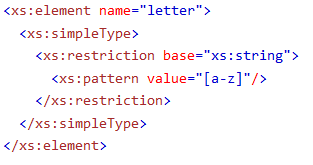 <xs:element name="letter">
  <xs:simpleType>
    <xs:restriction base="xs:string">
      <xs:pattern value="[a-z]"/>
    </xs:restriction>
  </xs:simpleType>
</xs:element>